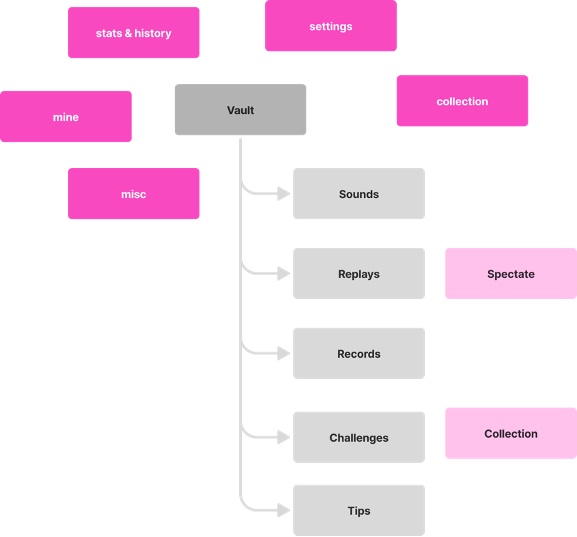 stats & history
settings
collection
mine
Vault
misc
Sounds
Replays
Spectate
Records
Challenges
Collection
Tips